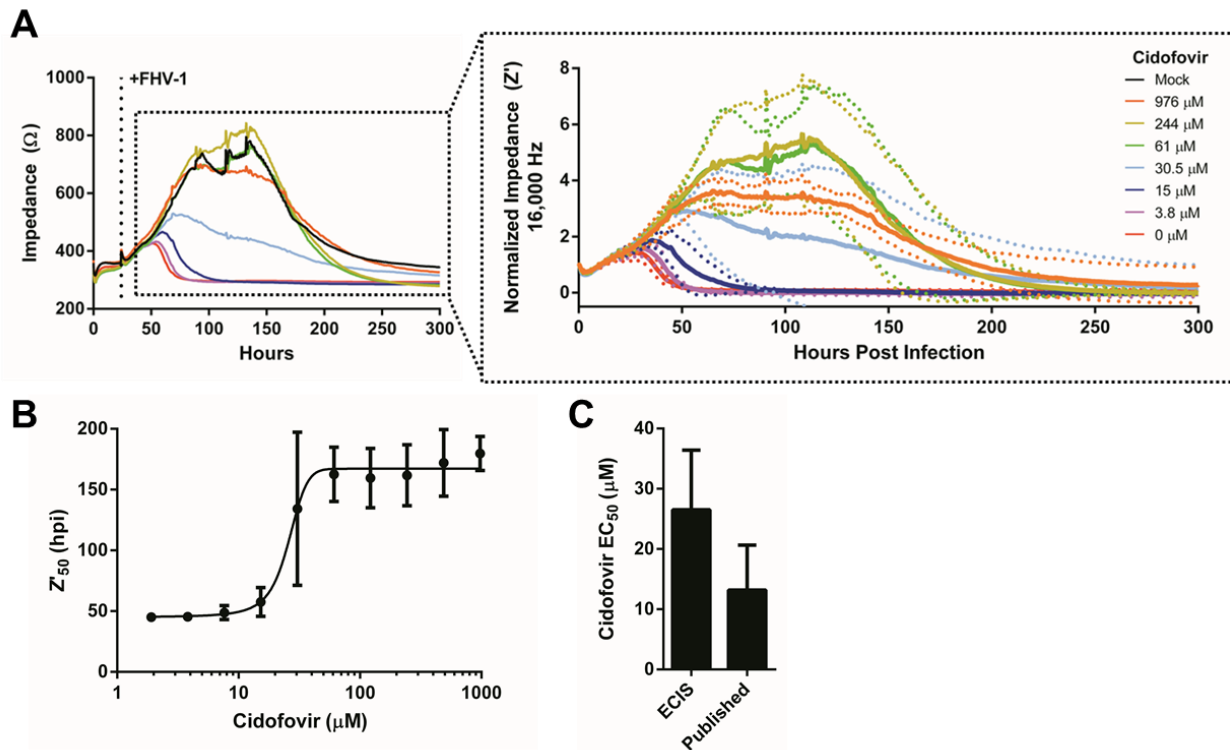 A
+FHV-1
Impedance (Ω)
1000
800
600
400
200
0 50 100 150 200 250 300
Hours
Normalized Impedance (Z')
16,000 Hz
8
6
4
2
0
0 50 100 150 200 250 300
Hours Post Infection
Cidofovir
Mock
976 μM
244 μM
61 μM
30.5 μM
15 μM
3.8 μM
0 μM
B
Z'50 (hpi)
200
150
100
50
0
1 10 100 1000
Cidofovir (μM)
C
Cidofovir EC50 (μM)
40
30
20
10
0
ECIS
Published